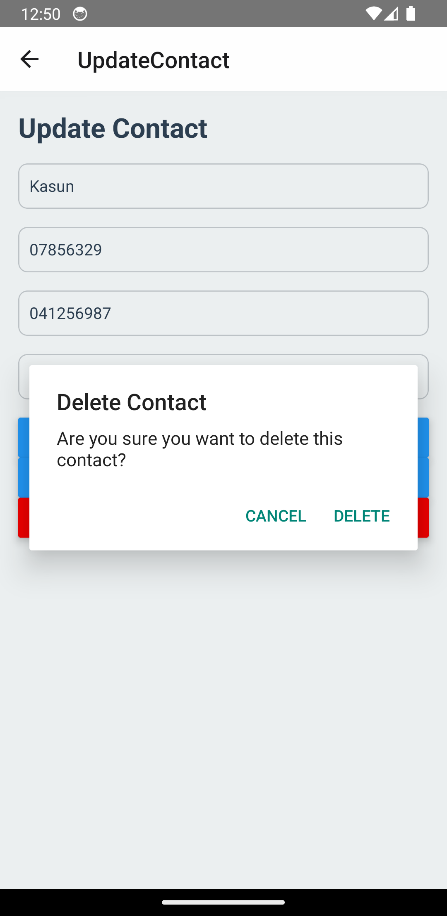 12:50
UpdateContact
Update Contact
Kasun
07856329
041256987
Delete Contact
Are you sure you want to delete this
contact?
CANCEL DELETE